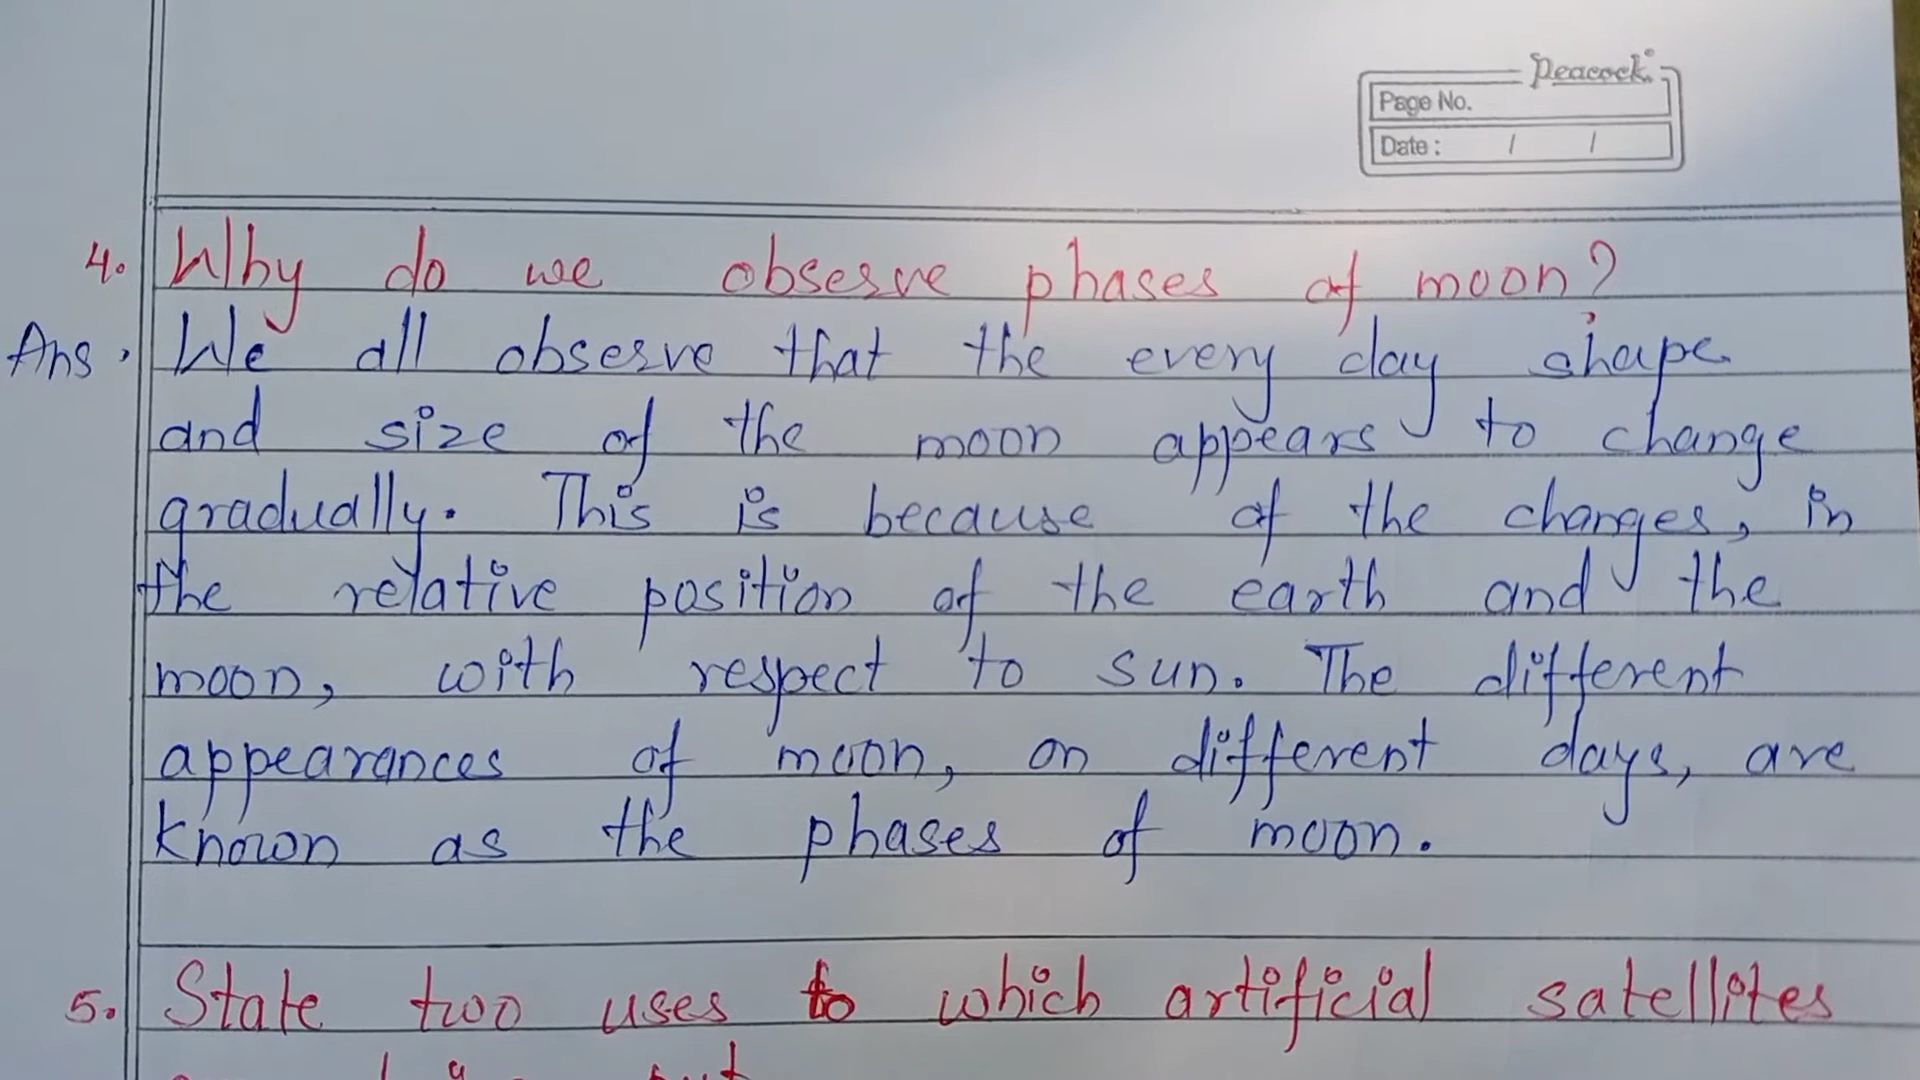 Peacock
Page No.
Date: / /
4. Why do we observe phases of moon?
Ans. We all observe that the every day shape
and size of the moon appears to change
gradually. This is because of the changes, in
the relative position of the earth and the
moon, with respect to sun. The different
appearances of moon, on different days, are
known as the phases of moon.
5. State two uses to which artificial satellites